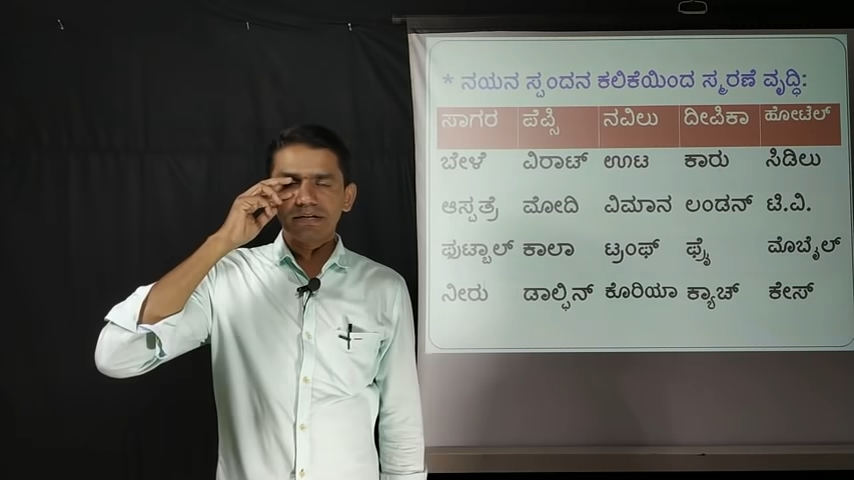 * ನಯನ ಸ್ಪಂದನ ಕಲಿಕೆಯಿಂದ ಸ್ಮರಣೆ ವೃದ್ಧಿ:
ಸಾಗರ ಪೆಪ್ಸಿ ನವಿಲು ದೀಪಿಕಾ ಹೋಟೆಲ್
ಬೇಳೆ ವಿರಾಟ್ ಊಟ ಕಾರು ಸಿಡಿಲು
ಆಸ್ಪತ್ರೆ ಮೋದಿ ವಿಮಾನ ಲಂಡನ್ ಟಿ.ವಿ.
ಫುಟ್ಬಾಲ್ ಕಾಲಾ ಟ್ರಂಫ್ ಫ್ರೈ ಮೊಬೈಲ್
ನೀರು ಡಾಲ್ಫಿನ್ ಕೊರಿಯಾ ಕ್ಯಾಚ್ ಕೇಸ್